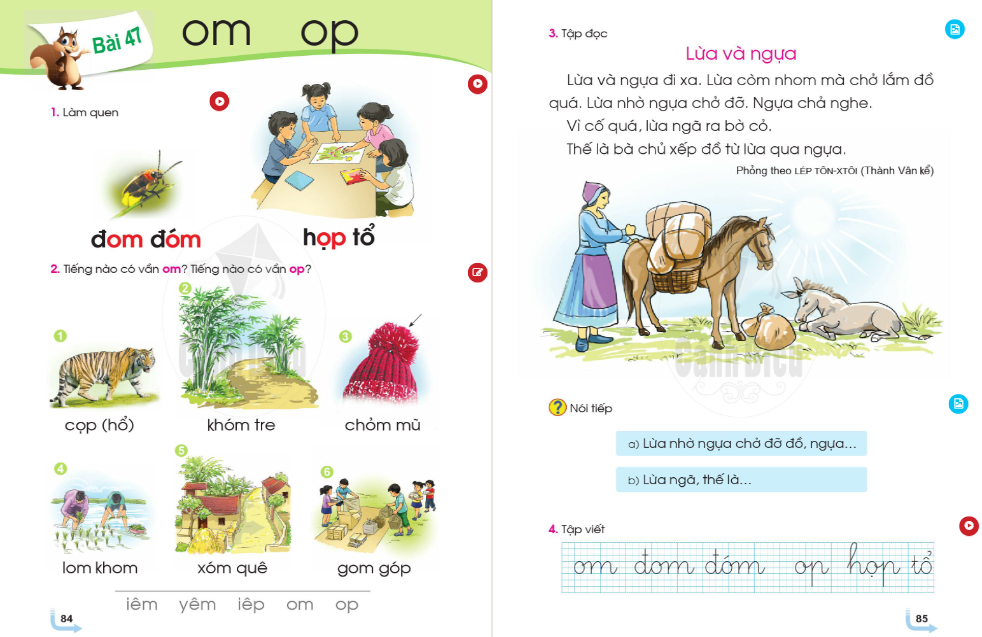 Bài 47
om op
1. Làm quen
đom đóm
họp tổ
2. Tiếng nào có vần om? Tiếng nào có vần op?
1
2
3
cọp (hổ)
khóm tre
chỏm mũ
4
5
6
lom khom
xóm quê
gom góp
iêm yêm iêp om op
84
3. Tập đọc
Lừa và ngựa
Lừa và ngựa đi xa. Lừa còm nhom mà chở lắm đồ
quá. Lừa nhờ ngựa chở đỡ. Ngựa chả nghe.
Vì cố quá, lừa ngã ra bờ cỏ.
Thế là bà chủ xếp đồ từ lừa qua ngựa.
Phỏng theo LÉP TÔN-XTÔI (Thành Vân kể)
Cánh Diều
? Nói tiếp
a) Lừa nhờ ngựa chở đỡ đồ, ngựa...
b) Lừa ngã, thế là...
4. Tập viết
om đom đóm op họp tổ
85